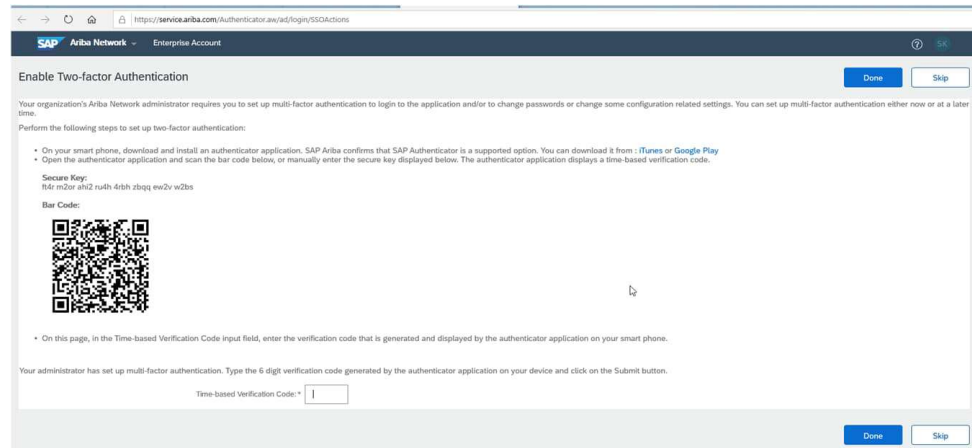 https://service.ariba.com/Authenticator.aw/ad/login/SSOActions
SAP Ariba Network Enterprise Account ? SK
Enable Two-factor Authentication Done Skip
Your organization's Ariba Network administrator requires you to set up multi-factor authentication to login to the application and/or to change passwords or change some configuration related settings. You can set up multi-factor authentication either now or at a later
time.
Perform the following steps to set up two-factor authentication:
• On your smart phone, download and install an authenticator application. SAP Ariba confirms that SAP Authenticator is a supported option. You can download it from : iTunes or Google Play
• Open the authenticator application and scan the bar code below, or manually enter the secure key displayed below. The authenticator application displays a time-based verification code.
Secure Key:
ft4r m2or ahi2 ru4h 4rbh zbqq ew2v w2bs
Bar Code:
• On this page, in the Time-based Verification Code input field, enter the verification code that is generated and displayed by the authenticator application on your smart phone.
Your administrator has set up multi-factor authentication. Type the 6 digit verification code generated by the authenticator application on your device and click on the Submit button.
Time-based Verification Code: *
Done Skip